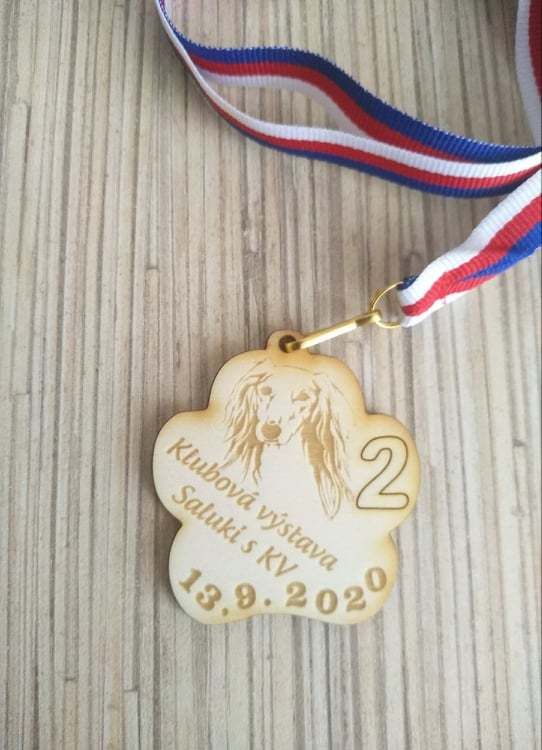 2
Klubová výstava
Saluki s KV
13.9.2020